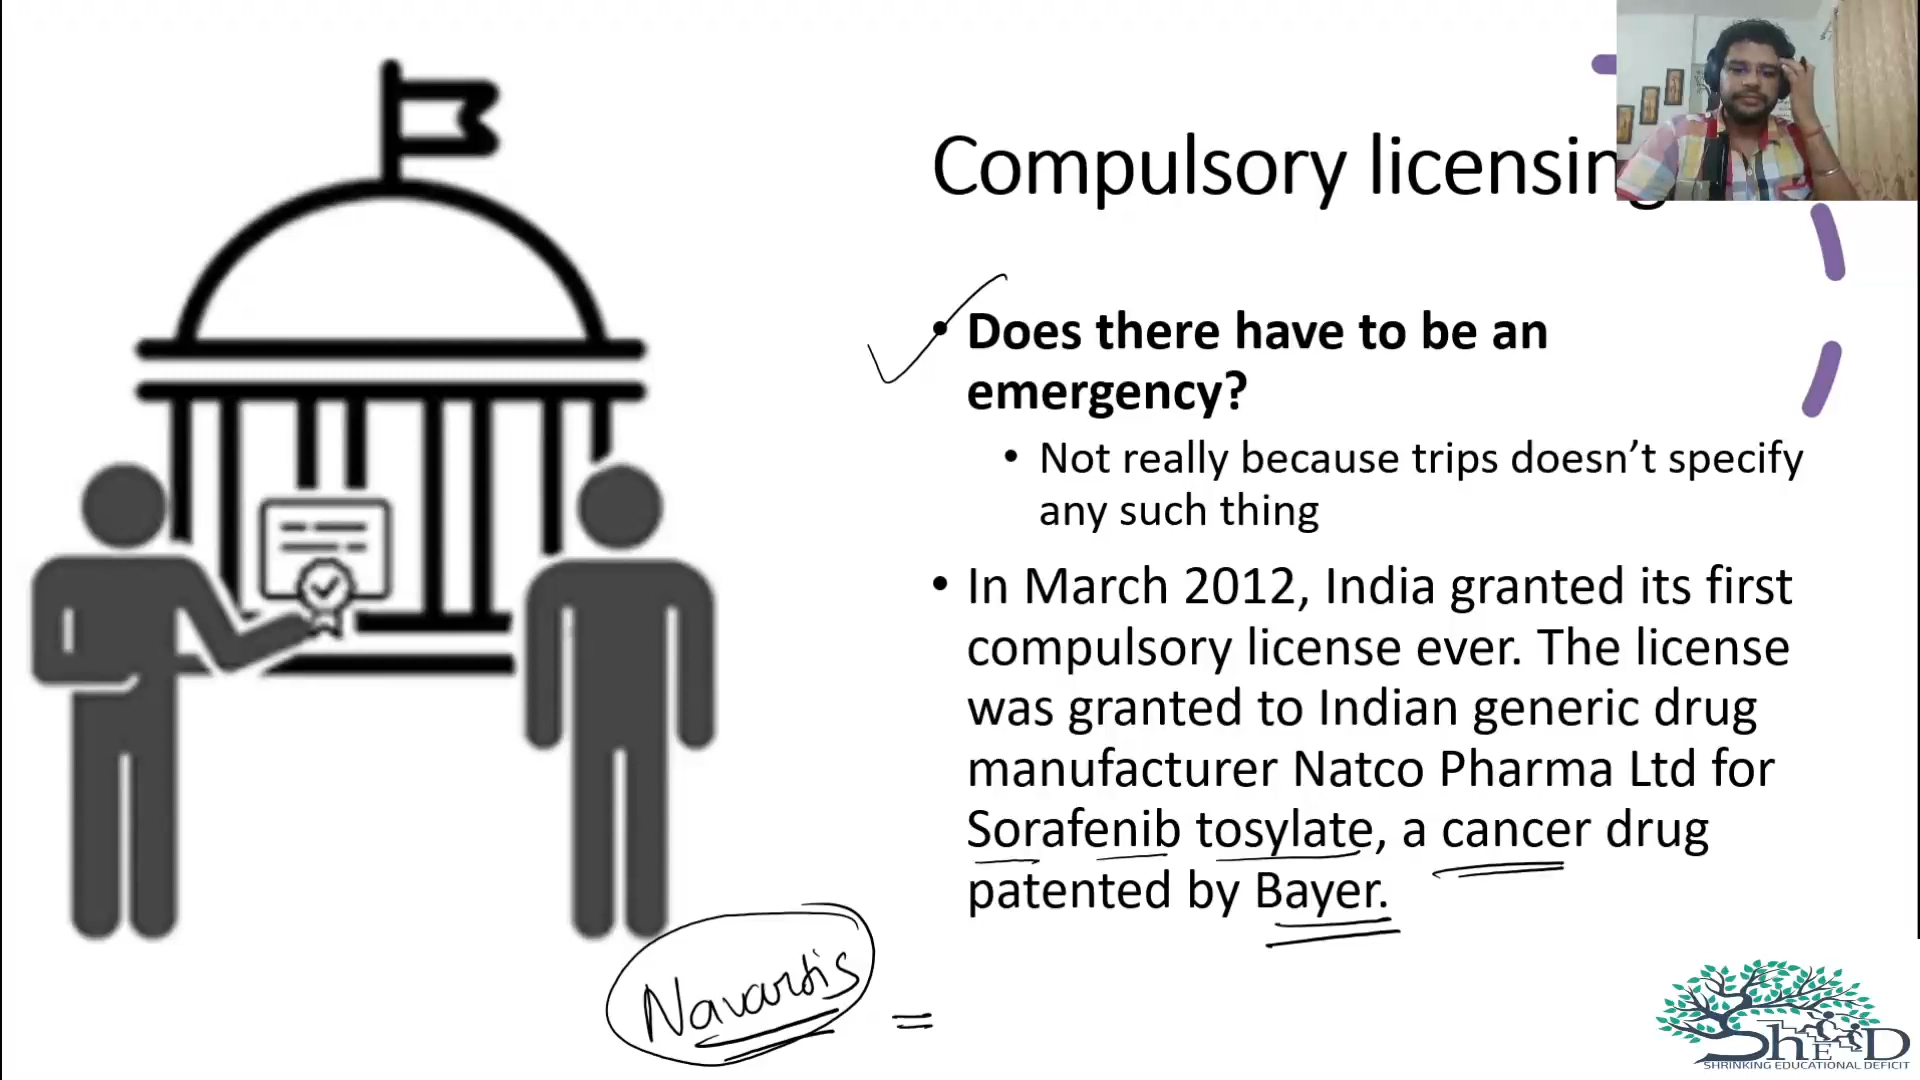 Compulsory licensing
• Does there have to be an
emergency?
• Not really because trips doesn’t specify
any such thing
• In March 2012, India granted its first
compulsory license ever. The license
was granted to Indian generic drug
manufacturer Natco Pharma Ltd for
Sorafenib tosylate, a cancer drug
patented by Bayer.
Navartis =
ShED
SHRINKING EDUCATIONAL DEFICIT